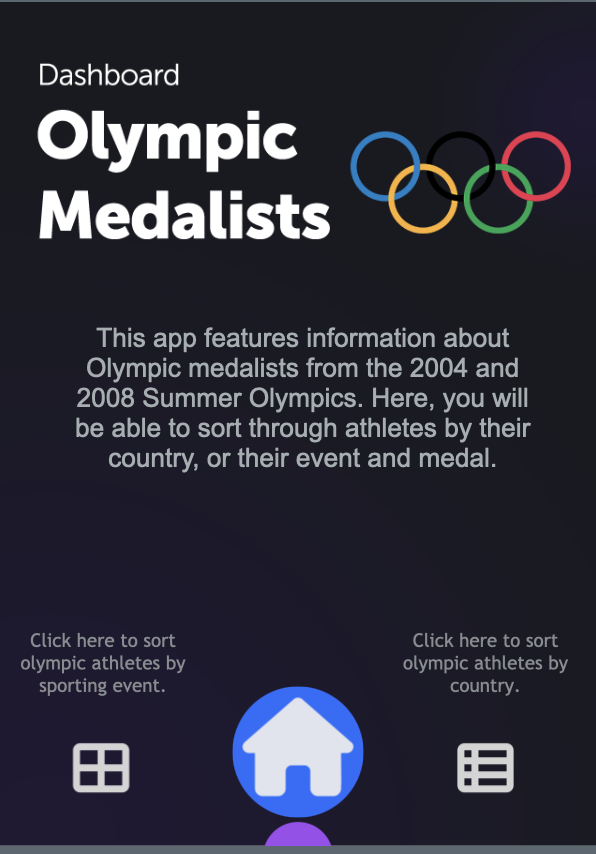 Dashboard
Olympic
Medalists
This app features information about
Olympic medalists from the 2004 and
2008 Summer Olympics. Here, you will
be able to sort through athletes by their
country, or their event and medal.
Click here to sort
olympic athletes by
sporting event.
Click here to sort
olympic athletes by
country.